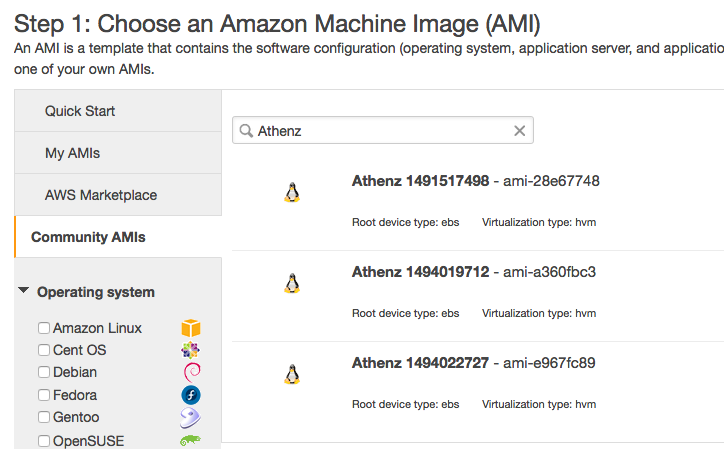 Step 1: Choose an Amazon Machine Image (AMI)
An AMI is a template that contains the software configuration (operating system, application server, and applicatio
one of your own AMIs.
Quick Start
My AMIs
AWS Marketplace
Community AMIs
Operating system
Amazon Linux
Cent OS
Debian
Fedora
Gentoo
OpenSUSE
Athenz
Athenz 1491517498 - ami-28e67748
Root device type: ebs Virtualization type: hvm
Athenz 1494019712 - ami-a360fbc3
Root device type: ebs Virtualization type: hvm
Athenz 1494022727 - ami-e967fc89
Root device type: ebs Virtualization type: hvm